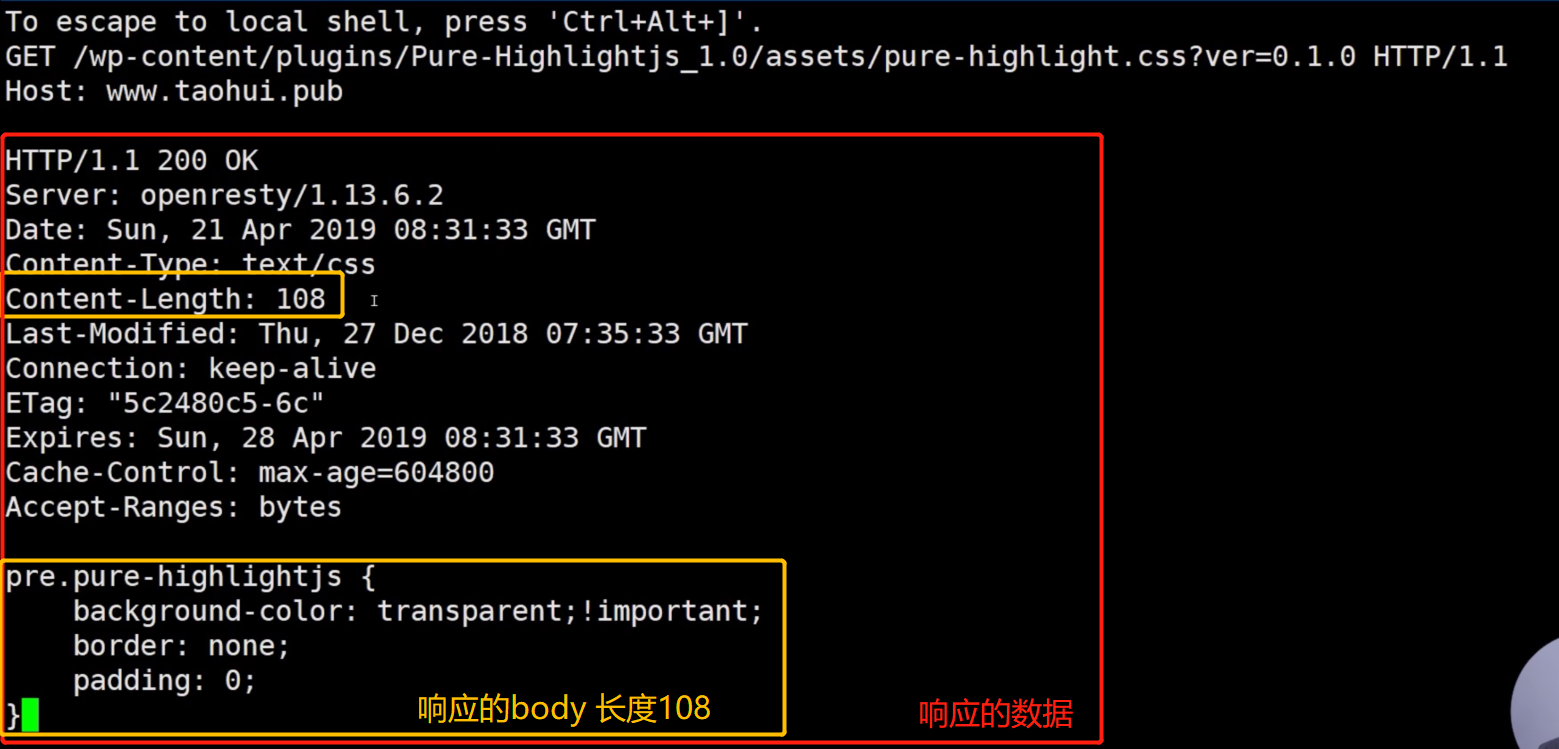 To escape to local shell, press 'Ctrl+Alt+]'.
GET /wp-content/plugins/Pure-Highlightjs_1.0/assets/pure-highlight.css?ver=0.1.0 HTTP/1.1
Host: www.taohui.pub

HTTP/1.1 200 OK
Server: openresty/1.13.6.2
Date: Sun, 21 Apr 2019 08:31:33 GMT
Content-Type: text/css
Content-Length: 108
Last-Modified: Thu, 27 Dec 2018 07:35:33 GMT
Connection: keep-alive
ETag: "5c2480c5-6c"
Expires: Sun, 28 Apr 2019 08:31:33 GMT
Cache-Control: max-age=604800
Accept-Ranges: bytes

pre.pure-highlightjs {
    background-color: transparent;!important;
    border: none;
    padding: 0;
}
响应的body 长度108
响应的数据